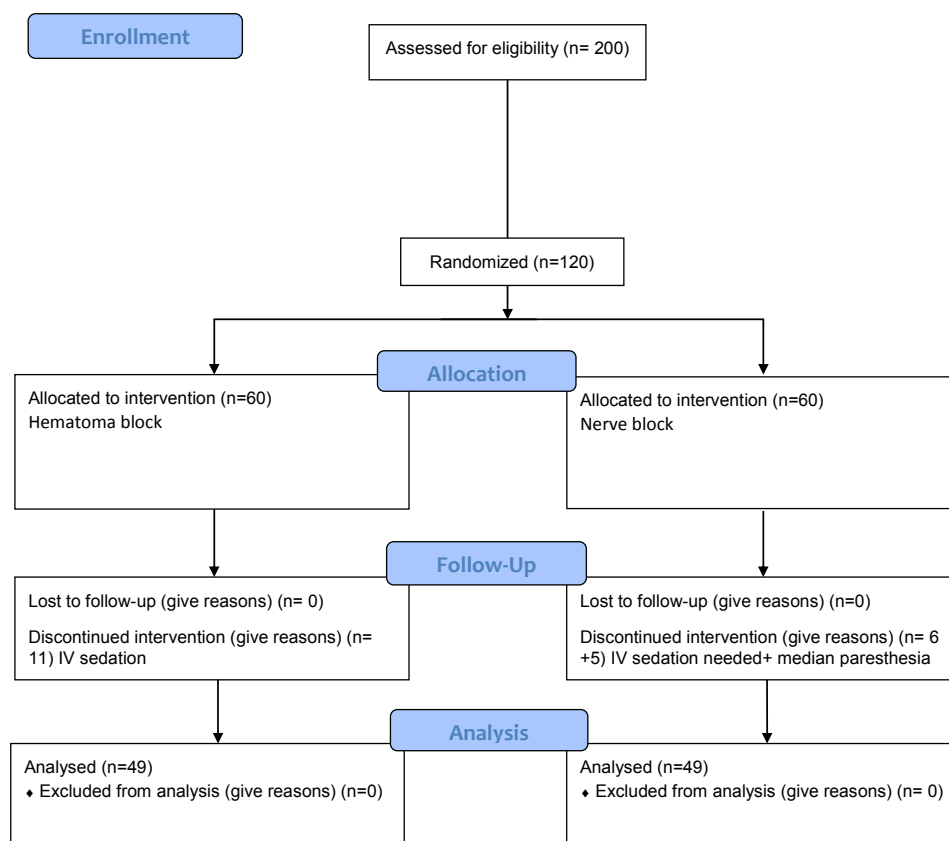 Enrollment
Assessed for eligibility (n= 200)
Randomized (n=120)
Allocation
Allocated to intervention (n=60)
Hematoma block
Allocated to intervention (n=60)
Nerve block
Follow-Up
Lost to follow-up (give reasons) (n= 0)
Discontinued intervention (give reasons) (n=
11) IV sedation
Lost to follow-up (give reasons) (n=0)
Discontinued intervention (give reasons) (n= 6
+5) IV sedation needed+ median paresthesia
Analysis
Analysed (n=49)
♦ Excluded from analysis (give reasons) (n=0)
Analysed (n=49)
♦ Excluded from analysis (give reasons) (n= 0)